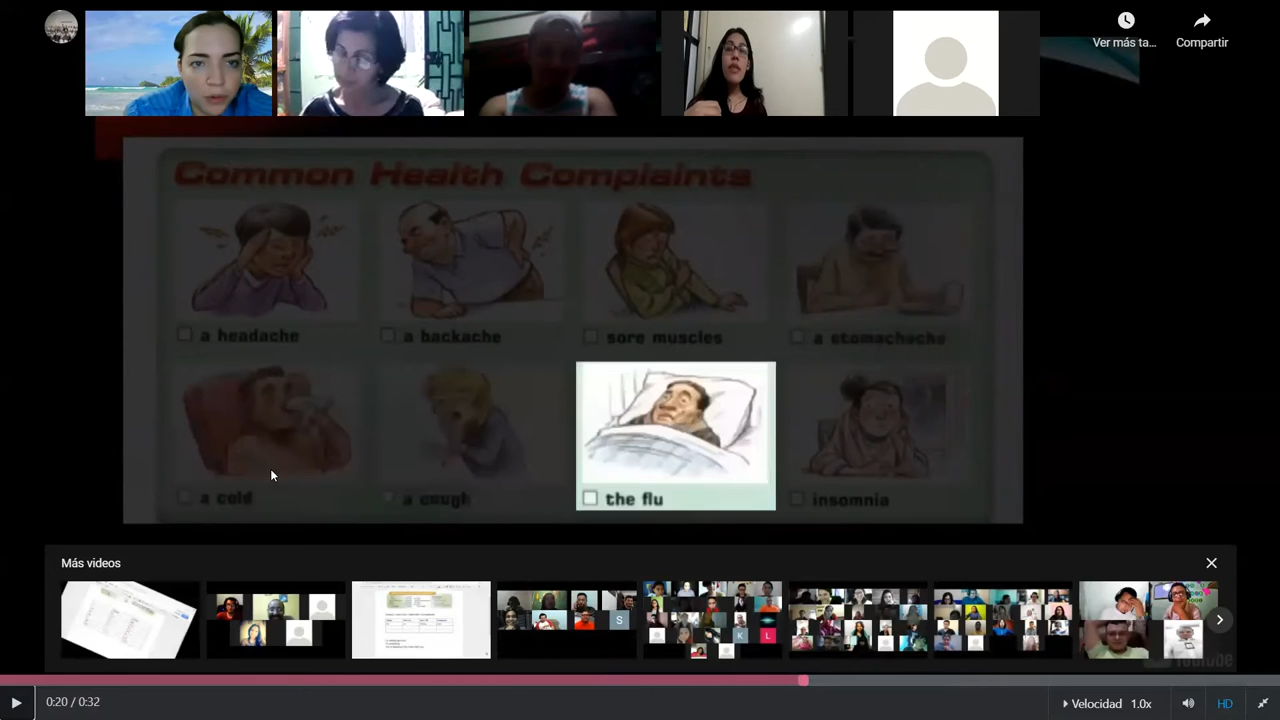 Ver más ta...
Compartir
Common Health Complaints
a headache
a backache
sore muscles
a stomachache
a cold
a cough
the flu
insomnia
Más videos
S
K
L
YouTube
0:20 / 0:32
Velocidad 1.0x
HD